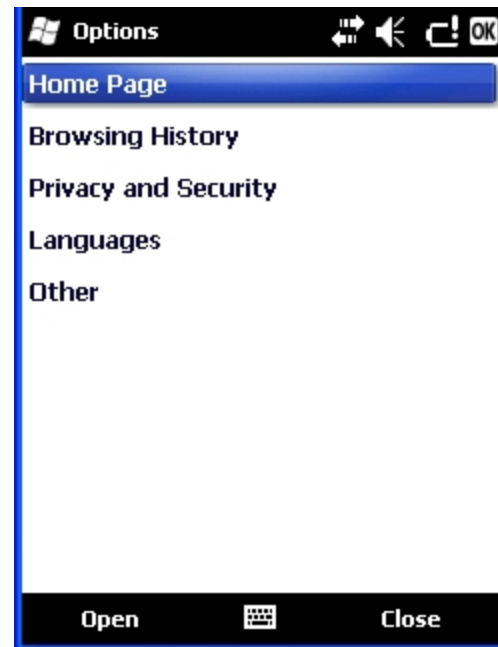 Options OK
Home Page
Browsing History
Privacy and Security
Languages
Other
Open Close